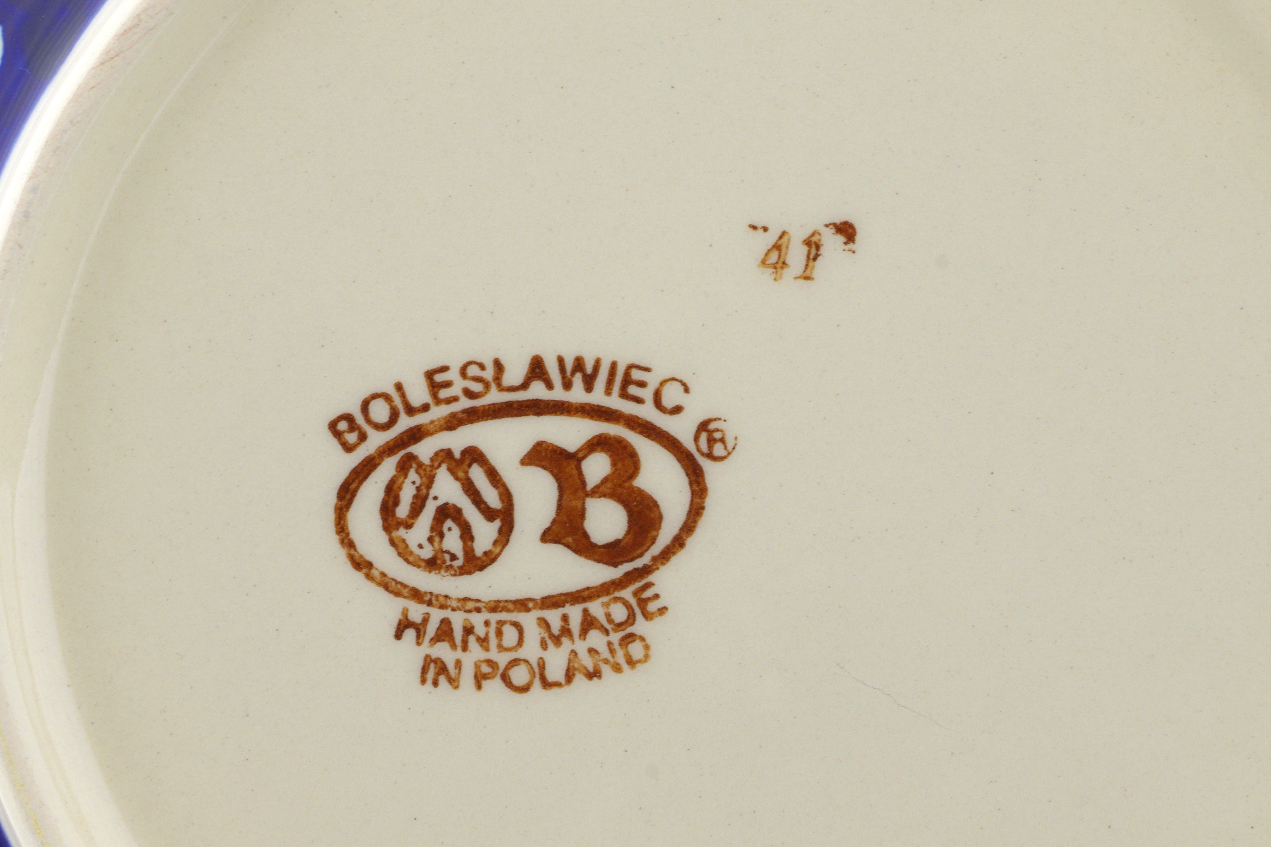 41
BOLESŁAWIEC
®
B
HAND MADE
IN POLAND